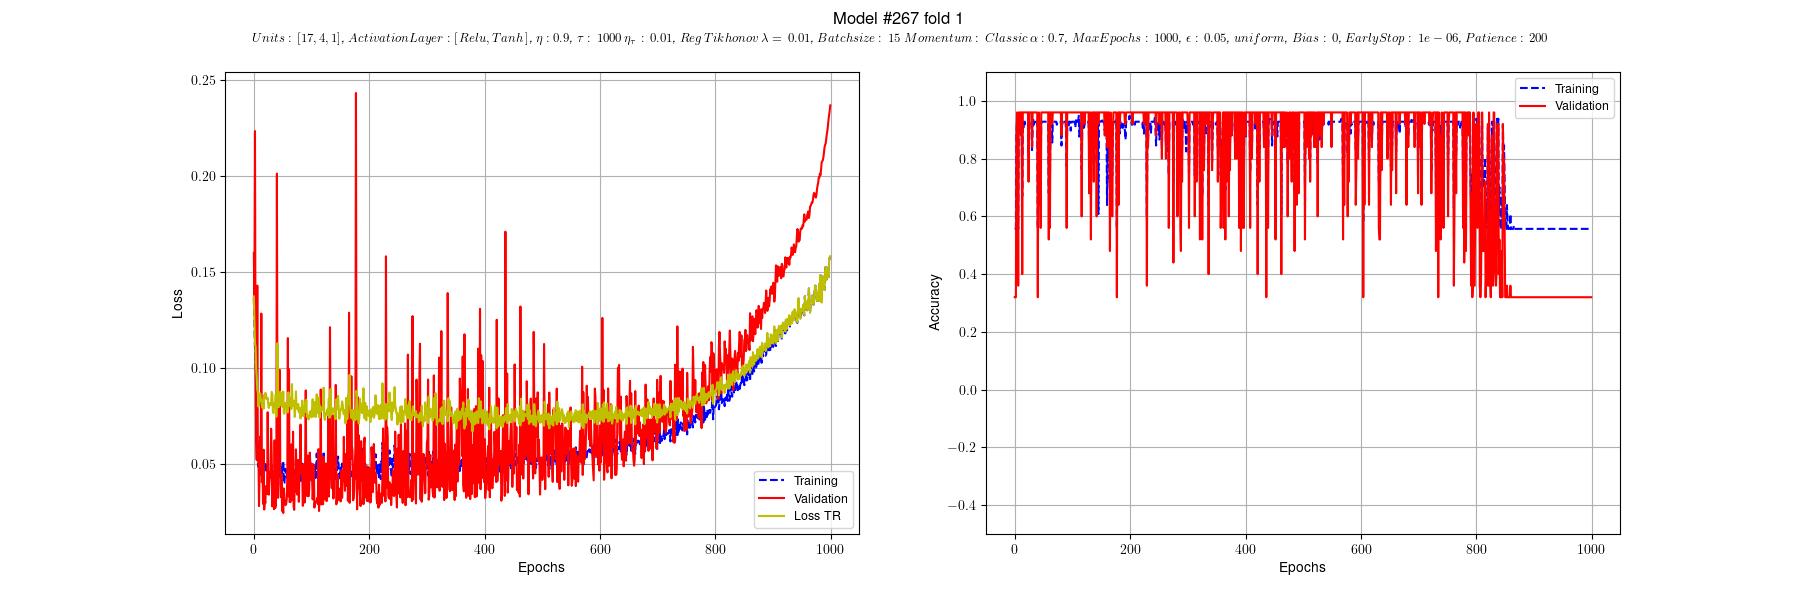 Model #267 fold 1
Units : [17, 4, 1], ActivationLayer : [Relu, Tanh], η : 0.9, τ : 1000 ητ : 0.01, Reg Tikhonov λ = 0.01, Batchsize : 15 Momentum : Classic α : 0.7, MaxEpochs : 1000, ϵ : 0.05, uniform, Bias : 0, EarlyStop : 1e − 06, Patience : 200
Loss
0.25
0.20
0.15
0.10
0.05
0 200 400 600 800 1000
Epochs
Training
Validation
Loss TR
Accuracy
1.0
0.8
0.6
0.4
0.2
0.0
−0.2
−0.4
0 200 400 600 800 1000
Epochs
Training
Validation